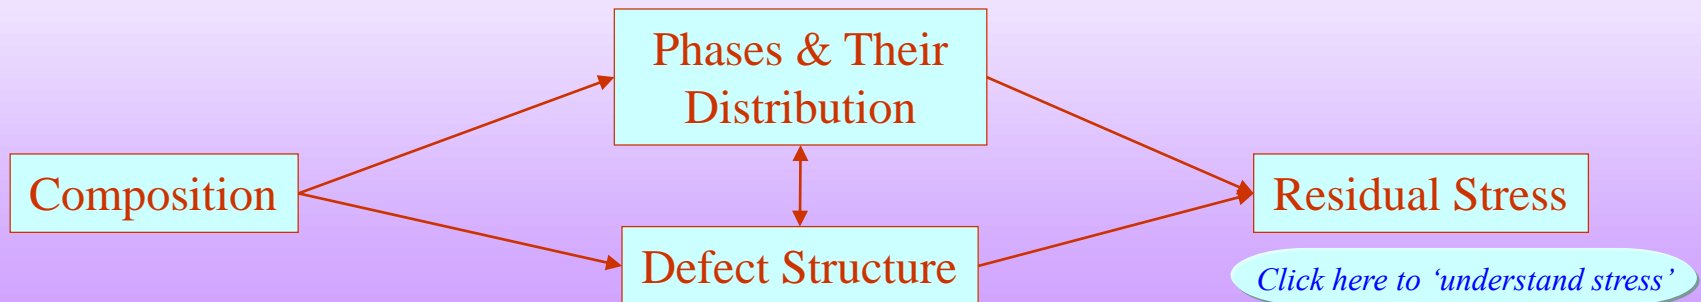 Phases & Their
Distribution
Composition
Residual Stress
Defect Structure
Click here to ‘understand stress’